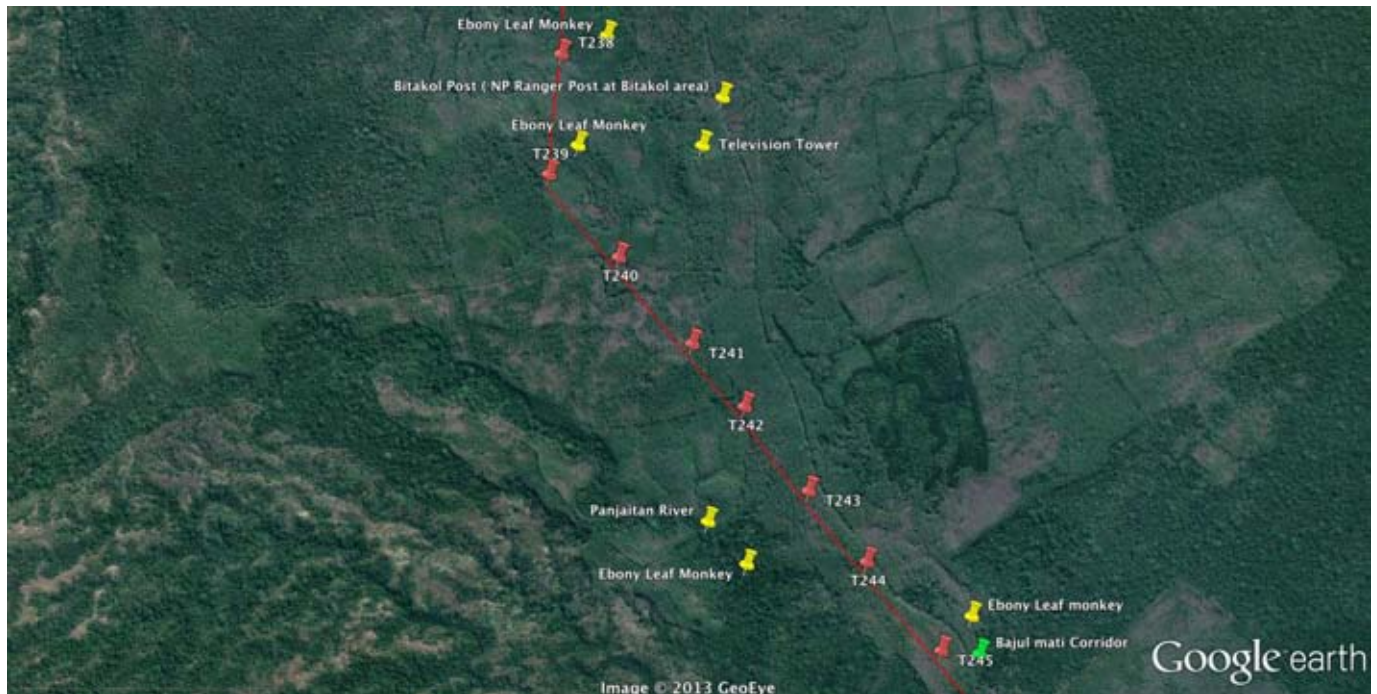 Ebony Leaf Monkey
T238
Bitakol Post ( NP Ranger Post at Bitakol area)
Ebony Leaf Monkey
Television Tower
T239
T240
T241
T242
T243
Panjaitan River
Ebony Leaf Monkey
T244
Ebony Leaf monkey
Bajul mati Corridor
T245
Google earth
Image © 2013 GeoEye